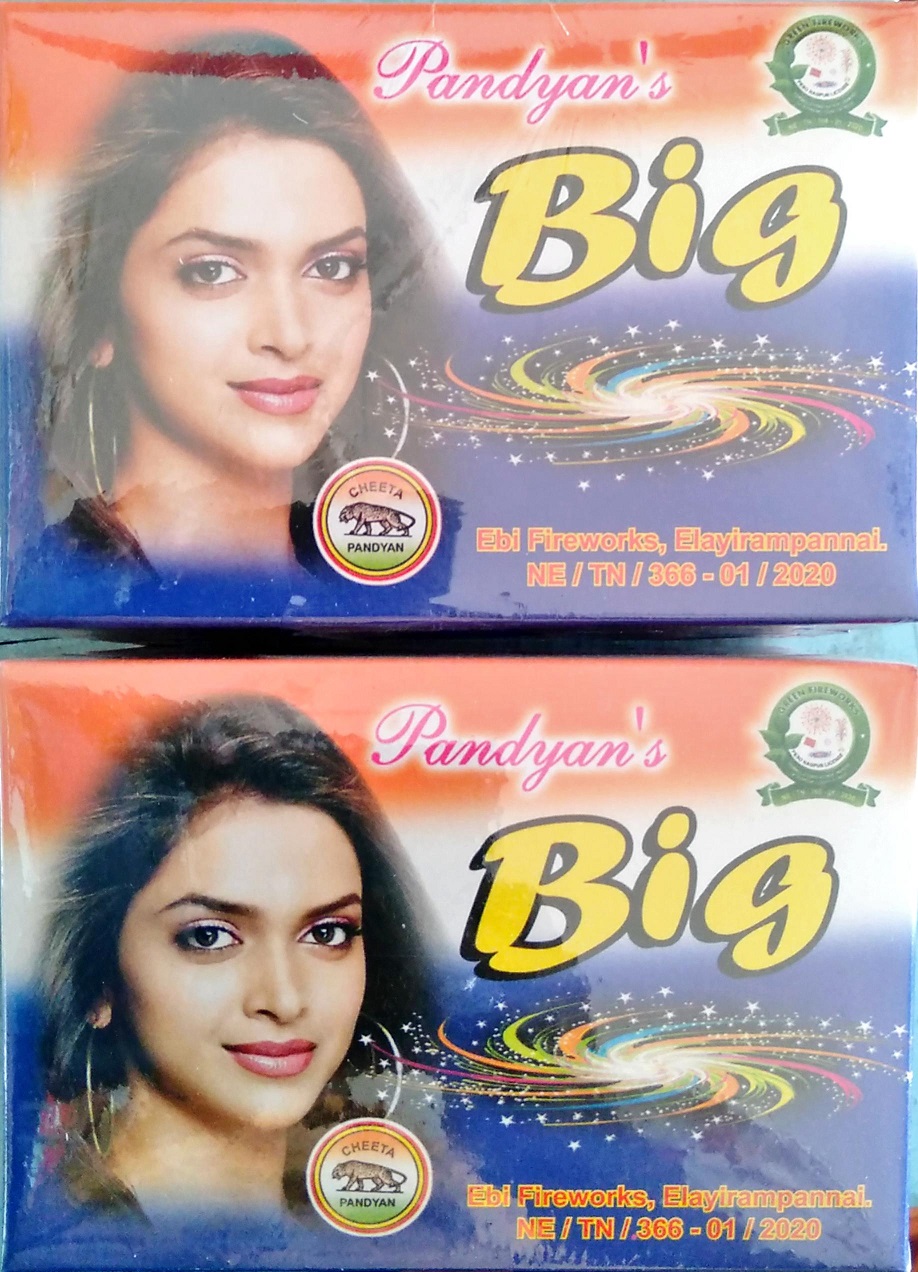 Pandyan's
GREEN FIREWORKS
Big
CHEETA
PANDYAN
Ebi Fireworks, Elayirampannai.
NE / TN / 366 - 01 / 2020
Pandyan's
GREEN FIREWORKS
Big
CHEETA
PANDYAN
Ebi Fireworks, Elayirampannai.
NE / TN / 366 - 01 / 2020